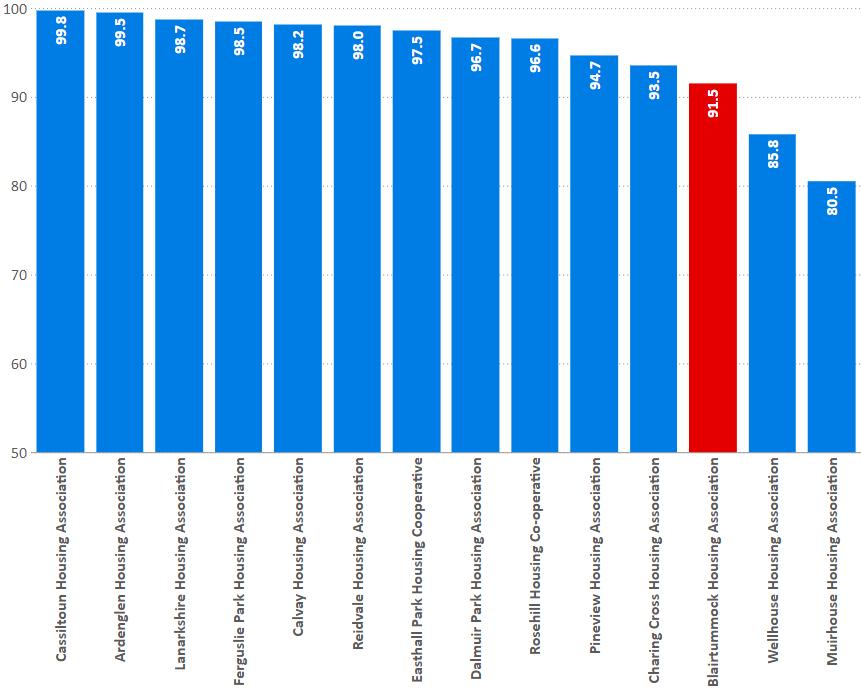 100
90
80
70
60
50
99.8
99.5
98.7
98.5
98.2
98.0
97.5
96.7
96.6
94.7
93.5
91.5
85.8
80.5
Cassiltoun Housing Association
Ardenglen Housing Association
Lanarkshire Housing Association
Ferguslie Park Housing Association
Calvay Housing Association
Reidvale Housing Association
Easthall Park Housing Cooperative
Dalmuir Park Housing Association
Rosehill Housing Co-operative
Pineview Housing Association
Charing Cross Housing Association
Blairtummock Housing Association
Wellhouse Housing Association
Muirhouse Housing Association